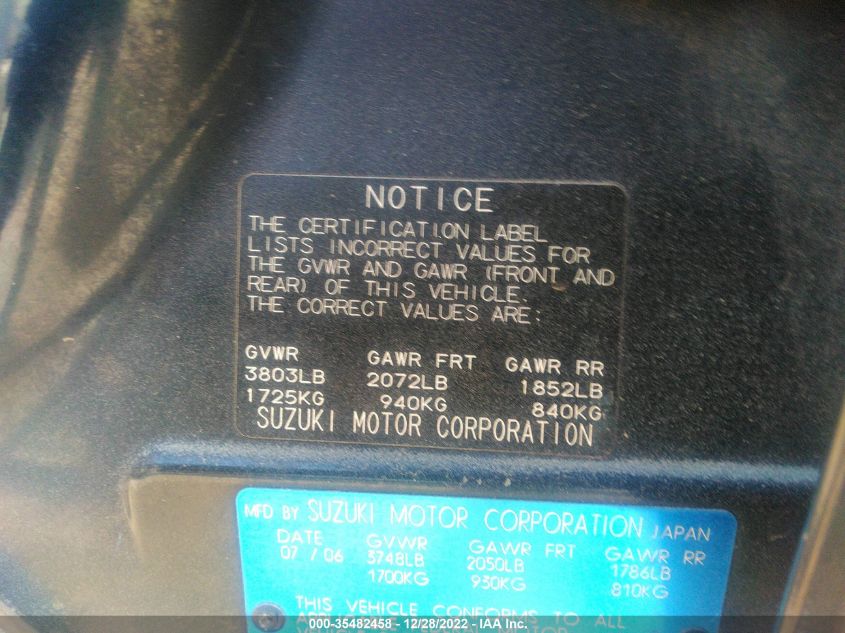 NOTICE
THE CERTIFICATION LABEL
LISTS INCORRECT VALUES FOR
THE GVWR AND GAWR (FRONT AND
REAR) OF THIS VEHICLE.
THE CORRECT VALUES ARE:
GVWR GAWR FRT GAWR RR
3803LB 2072LB 1852LB
1725KG 940KG 840KG
SUZUKI MOTOR CORPORATION
MFD BY SUZUKI MOTOR CORPORATION JAPAN
DATE GVWR GAWR FRT GAWR RR
07 / 06 3748LB 2050LB 1786LB
1700KG 930KG 810KG
THIS VEHICLE CONFORMS TO ALL
000-35482458 - 12/28/2022 - IAA Inc.